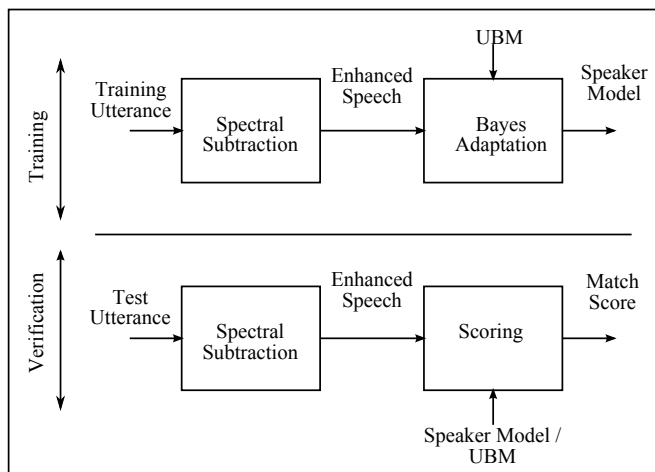 UBM
Training
Utterance
Enhanced
Speech
Speaker
Model
Spectral
Subtraction
Bayes
Adaptation
Training
Test
Utterance
Enhanced
Speech
Match
Score
Spectral
Subtraction
Scoring
Verification
Speaker Model /
UBM